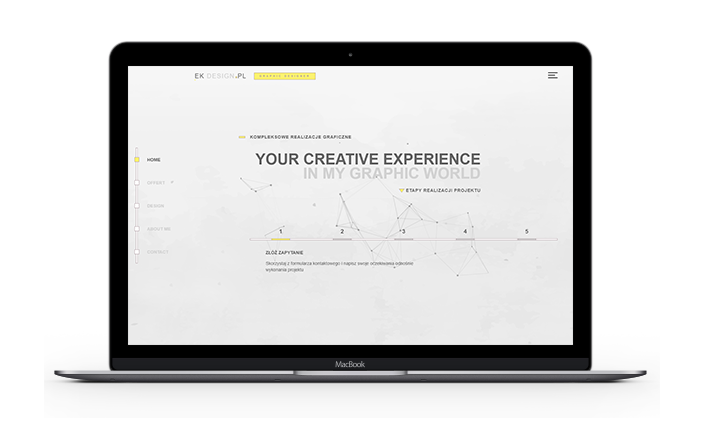 EK DESIGN.PL
GRAPHIC DESIGNER
KOMPLEKSOWE REALIZACJE GRAFICZNE
YOUR CREATIVE EXPERIENCE
IN MY GRAPHIC WORLD
ETAPY REALIZACJI PROJEKTU
HOME
OFFERT
DESIGN
ABOUT ME
CONTACT
1 2 3 4 5
ZŁÓŻ ZAPYTANIE
Skorzystaj z formularza kontaktowego i napisz swoje oczekiwania odnośnie
wykonania projektu
MacBook